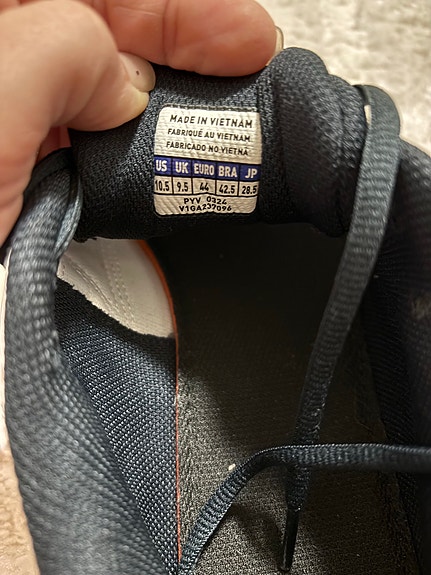 MADE IN VIETNAM
FABRIQUÉ AU VIETNAM
FABRICADO NO VIETNÃ
US UK EURO BRA JP
10.5 9.5 44 42.5 28.5
PYV 0324
V1GA237096